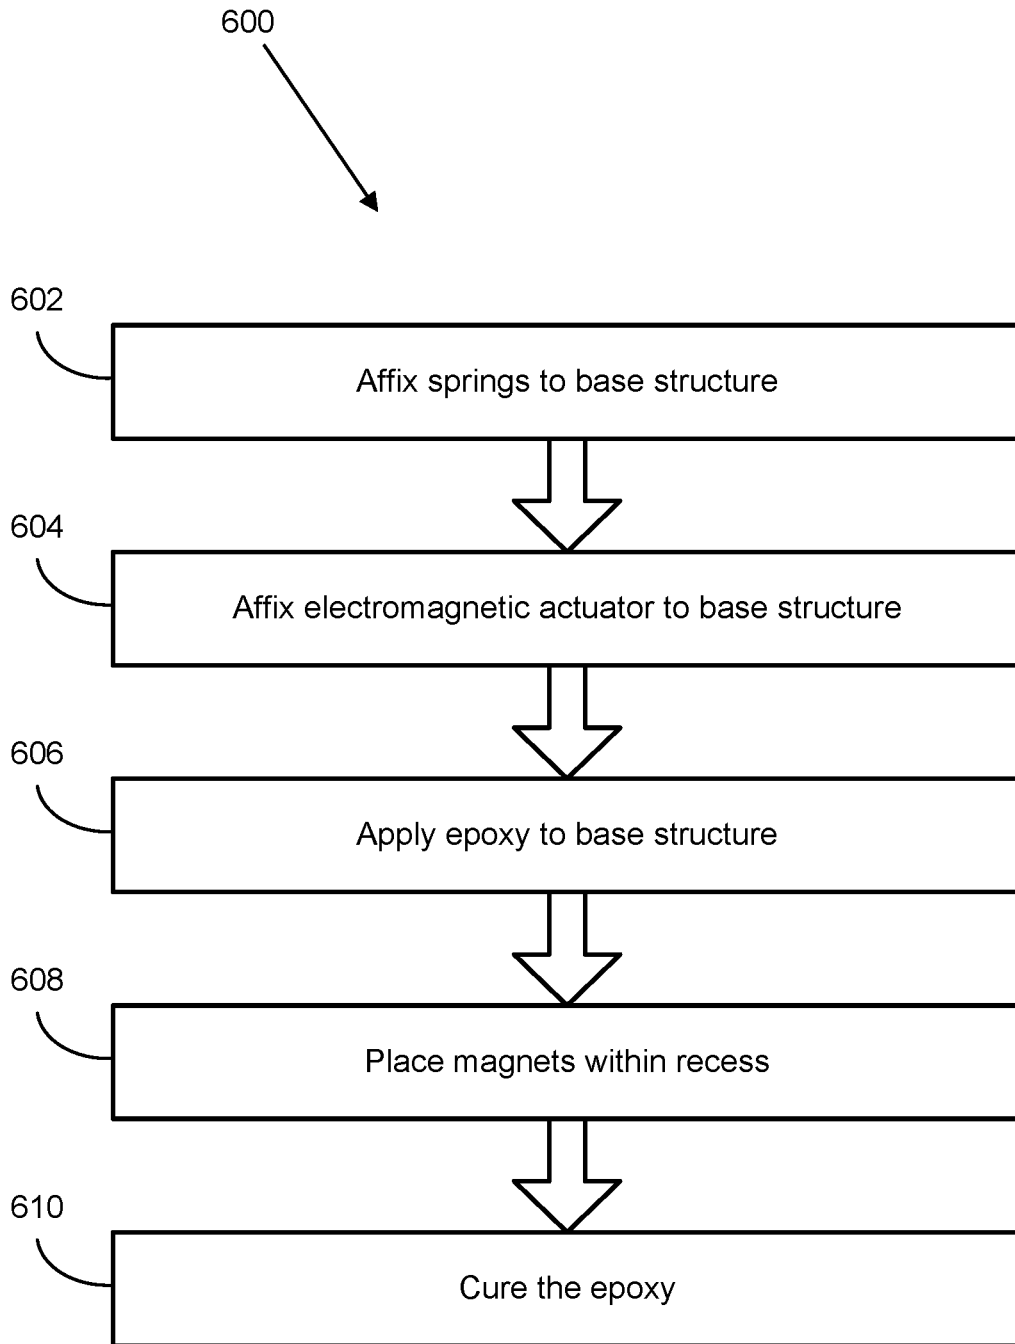 600
602
Affix springs to base structure
604
Affix electromagnetic actuator to base structure
606
Apply epoxy to base structure
608
Place magnets within recess
610
Cure the epoxy